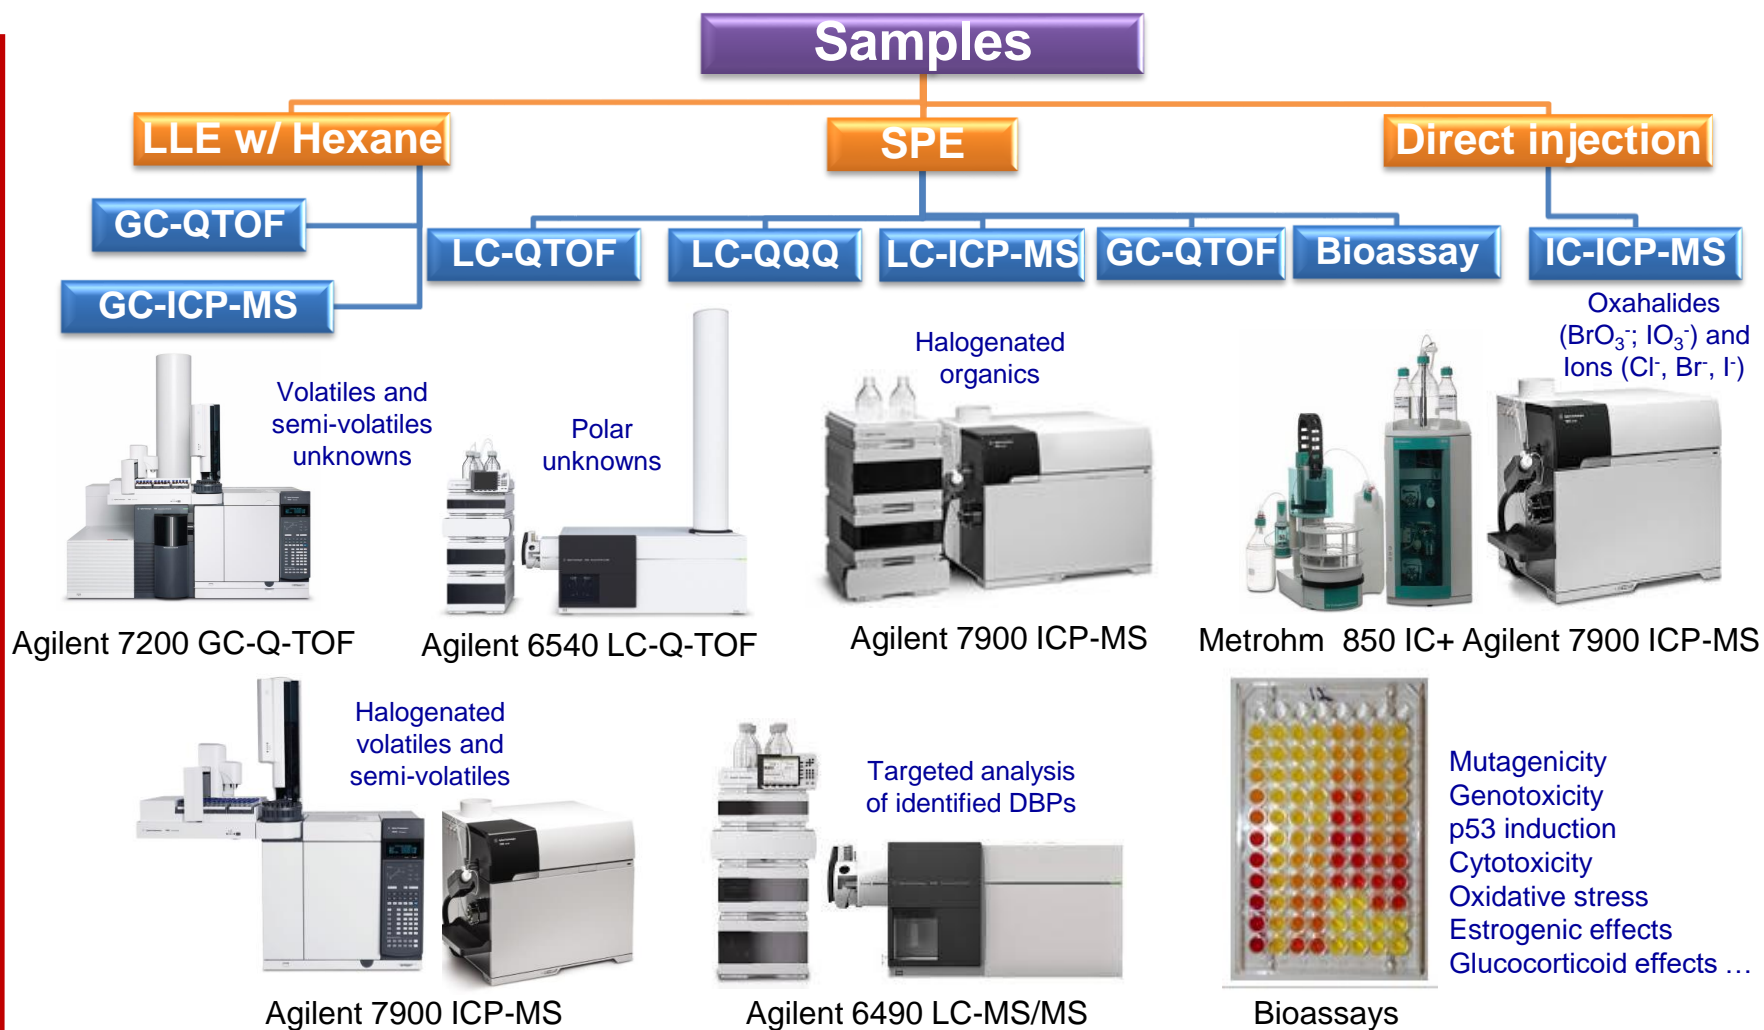 Samples
LLE w/ Hexane
SPE
Direct injection
GC-QTOF
GC-ICP-MS
LC-QTOF
LC-QQQ
LC-ICP-MS
GC-QTOF
Bioassay
IC-ICP-MS
Volatiles and
semi-volatiles
unknowns
Polar
unknowns
Halogenated
organics
Oxahalides
(BrO₃⁻; IO₃⁻) and
Ions (Cl⁻, Br⁻, I⁻)
Agilent 7200 GC-Q-TOF
Agilent 6540 LC-Q-TOF
Agilent 7900 ICP-MS
Metrohm 850 IC+ Agilent 7900 ICP-MS
Halogenated
volatiles and
semi-volatiles
Targeted analysis
of identified DBPs
Mutagenicity
Genotoxicity
p53 induction
Cytotoxicity
Oxidative stress
Estrogenic effects
Glucocorticoid effects …
Agilent 7900 ICP-MS
Agilent 6490 LC-MS/MS
Bioassays